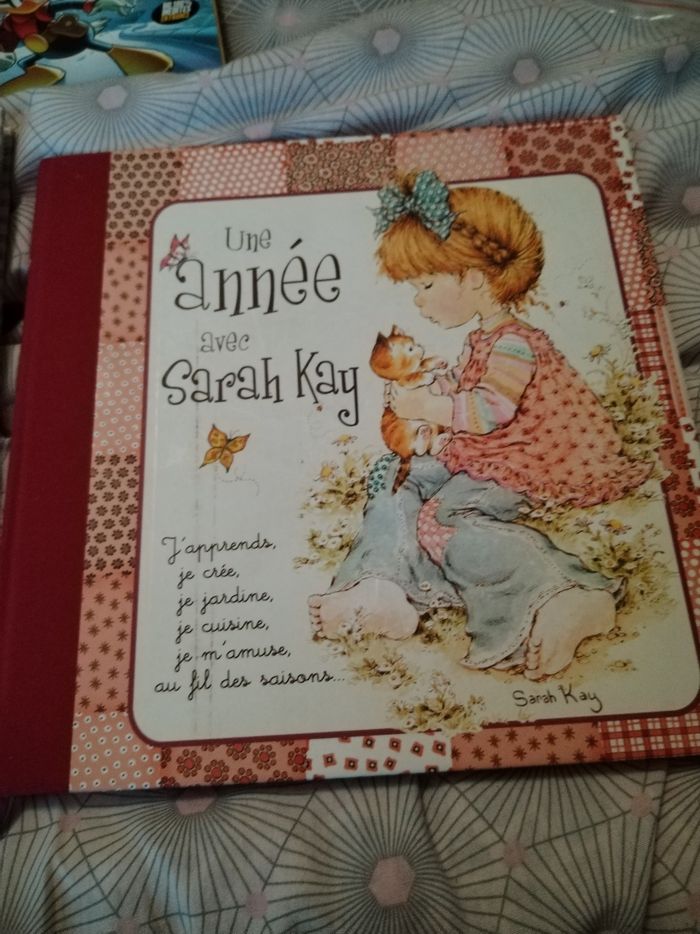 Une
année
avec
Sarah Kay
J'apprends,
je crée,
je jardine,
je cuisine,
je m'amuse,
au fil des saisons...
Sarah Kay